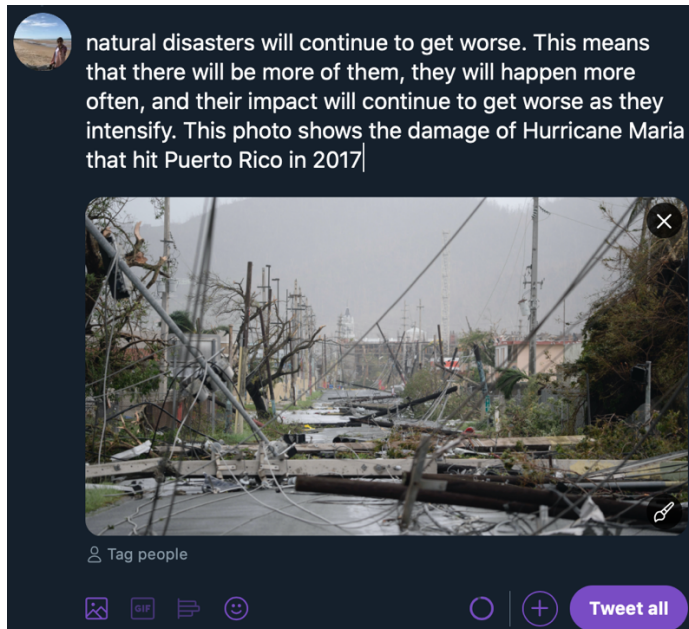 natural disasters will continue to get worse. This means
that there will be more of them, they will happen more
often, and their impact will continue to get worse as they
intensify. This photo shows the damage of Hurricane Maria
that hit Puerto Rico in 2017
Tag people
GIF
Tweet all